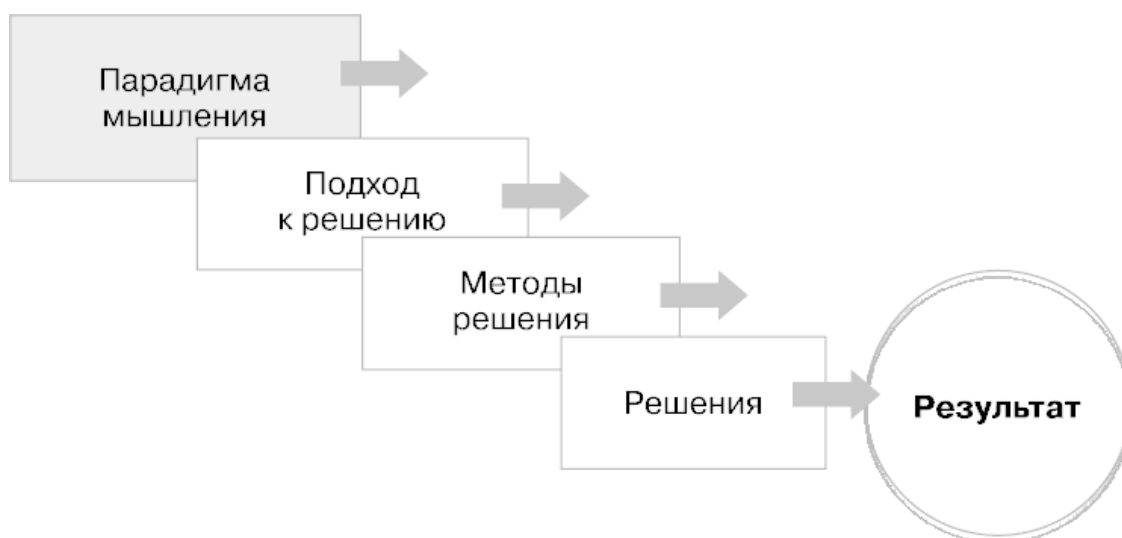 Парадигма
мышления
Подход
к решению
Методы
решения
Решения
Результат